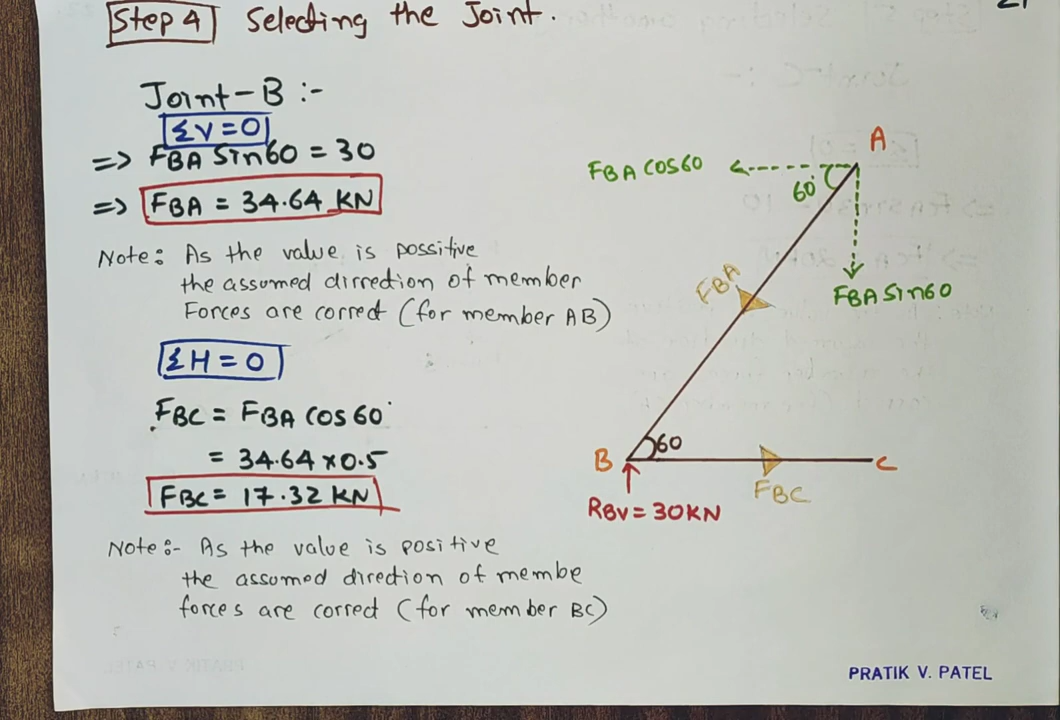 Step 4 Selecting the Joint.
Joint-B :-
ΣV=0
=> FBA Sin60 = 30
=> FBA = 34.64 KN
Note: As the value is possitive
the assumed dirrection of member
Forces are correct (for member AB)
ΣH = 0
FBC = FBA COS 60°
= 34.64 x 0.5
FBC = 17.32 KN
Note:- As the value is positive
the assumed direction of membe
forces are correct (for member BC)
A
FBA COS60
60°
FBA
FBA Sin60
B
60
C
FBC
RBV = 30KN
PRATIK V. PATEL